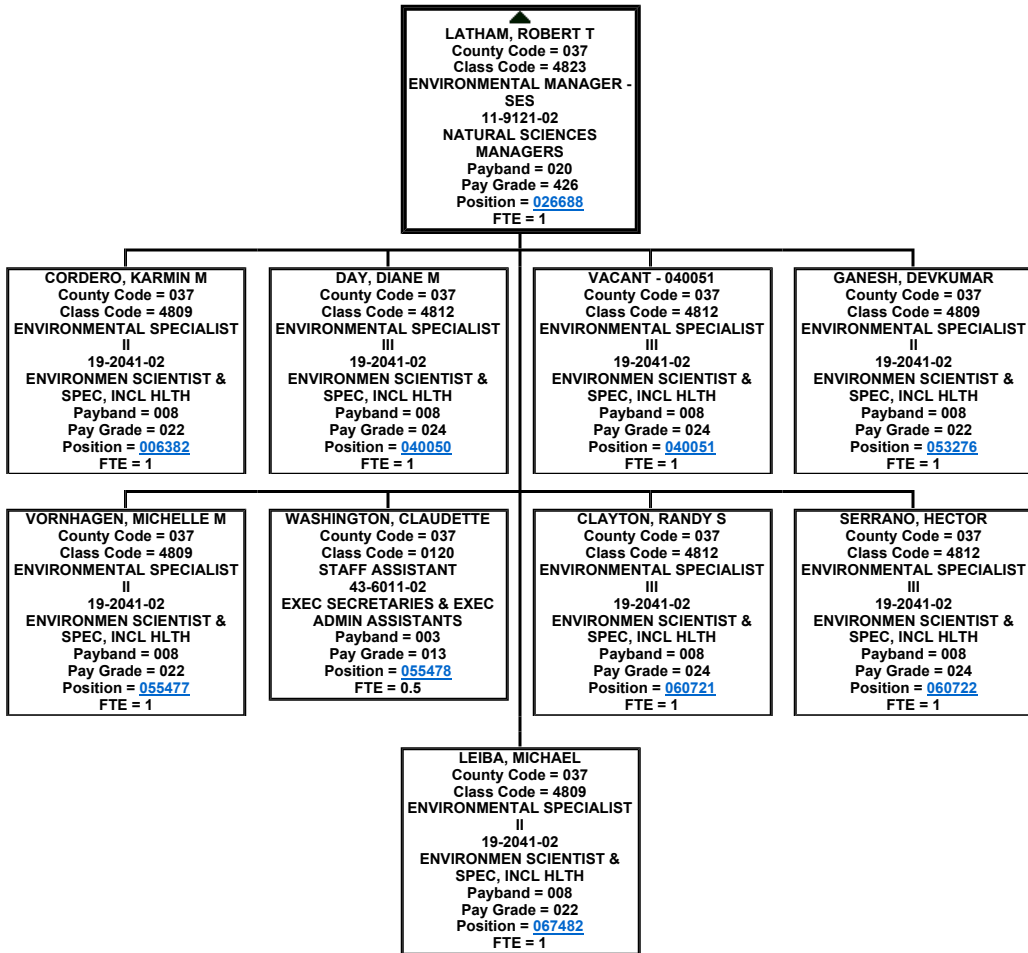 LATHAM, ROBERT T
County Code = 037
Class Code = 4823
ENVIRONMENTAL MANAGER -
SES
11-9121-02
NATURAL SCIENCES
MANAGERS
Payband = 020
Pay Grade = 426
Position = 026688
FTE = 1
CORDERO, KARMIN M
County Code = 037
Class Code = 4809
ENVIRONMENTAL SPECIALIST
II
19-2041-02
ENVIRONMEN SCIENTIST &
SPEC, INCL HLTH
Payband = 008
Pay Grade = 022
Position = 006382
FTE = 1
DAY, DIANE M
County Code = 037
Class Code = 4812
ENVIRONMENTAL SPECIALIST
III
19-2041-02
ENVIRONMEN SCIENTIST &
SPEC, INCL HLTH
Payband = 008
Pay Grade = 024
Position = 040050
FTE = 1
VACANT - 040051
County Code = 037
Class Code = 4812
ENVIRONMENTAL SPECIALIST
III
19-2041-02
ENVIRONMEN SCIENTIST &
SPEC, INCL HLTH
Payband = 008
Pay Grade = 024
Position = 040051
FTE = 1
GANESH, DEVKUMAR
County Code = 037
Class Code = 4809
ENVIRONMENTAL SPECIALIST
II
19-2041-02
ENVIRONMEN SCIENTIST &
SPEC, INCL HLTH
Payband = 008
Pay Grade = 022
Position = 053276
FTE = 1
VORNHAGEN, MICHELLE M
County Code = 037
Class Code = 4809
ENVIRONMENTAL SPECIALIST
II
19-2041-02
ENVIRONMEN SCIENTIST &
SPEC, INCL HLTH
Payband = 008
Pay Grade = 022
Position = 055477
FTE = 1
WASHINGTON, CLAUDETTE
County Code = 037
Class Code = 0120
STAFF ASSISTANT
43-6011-02
EXEC SECRETARIES & EXEC
ADMIN ASSISTANTS
Payband = 003
Pay Grade = 013
Position = 055478
FTE = 0.5
CLAYTON, RANDY S
County Code = 037
Class Code = 4812
ENVIRONMENTAL SPECIALIST
III
19-2041-02
ENVIRONMEN SCIENTIST &
SPEC, INCL HLTH
Payband = 008
Pay Grade = 024
Position = 060721
FTE = 1
SERRANO, HECTOR
County Code = 037
Class Code = 4812
ENVIRONMENTAL SPECIALIST
III
19-2041-02
ENVIRONMEN SCIENTIST &
SPEC, INCL HLTH
Payband = 008
Pay Grade = 024
Position = 060722
FTE = 1
LEIBA, MICHAEL
County Code = 037
Class Code = 4809
ENVIRONMENTAL SPECIALIST
II
19-2041-02
ENVIRONMEN SCIENTIST &
SPEC, INCL HLTH
Payband = 008
Pay Grade = 022
Position = 067482
FTE = 1